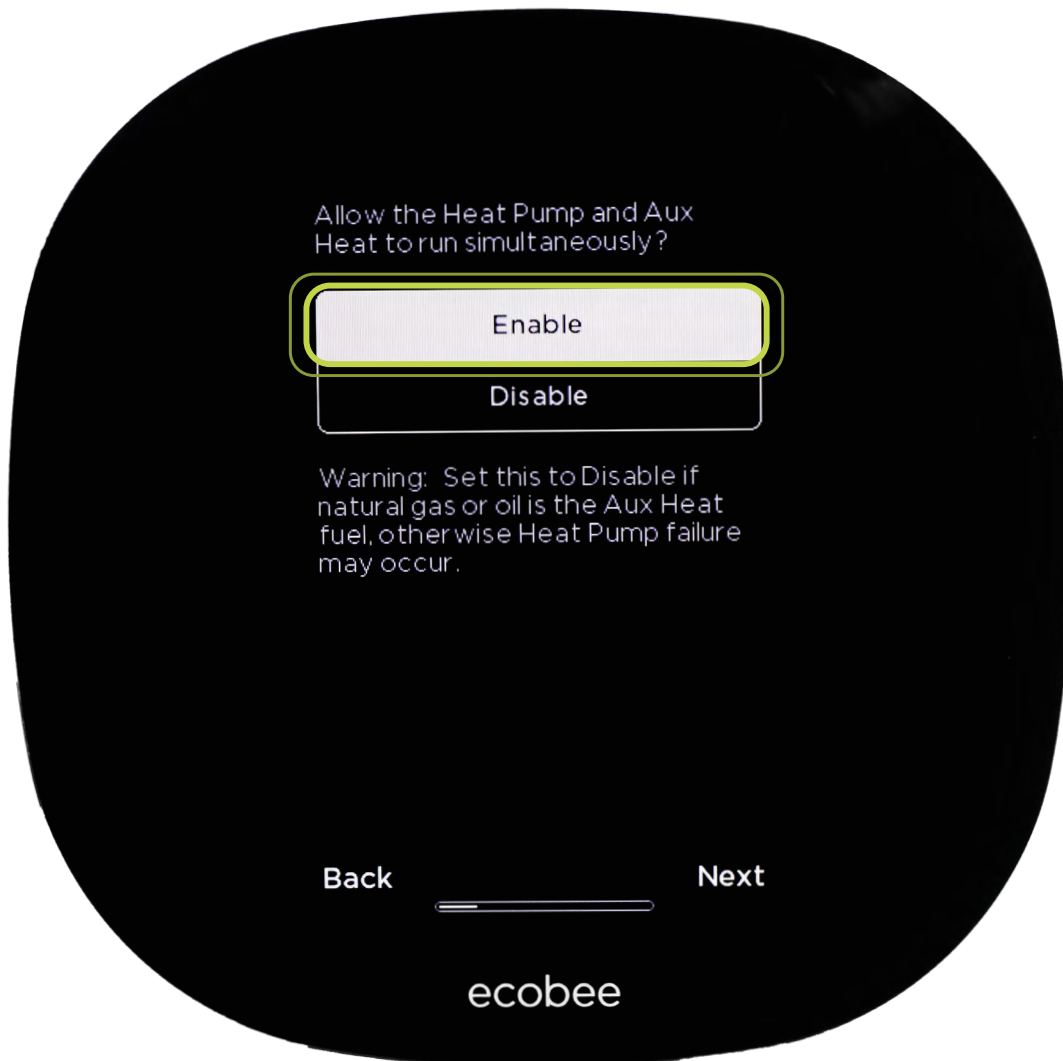 Allow the Heat Pump and Aux
Heat to run simultaneously?
Enable
Disable
Warning: Set this to Disable if
natural gas or oil is the Aux Heat
fuel, otherwise Heat Pump failure
may occur.
Back
Next
ecobee